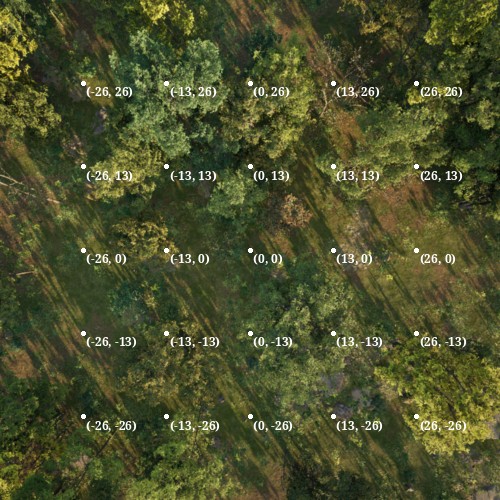 (-26, 26) (-13, 26) (0, 26) (13, 26) (26, 26)
(-26, 13) (-13, 13) (0, 13) (13, 13) (26, 13)
(-26, 0) (-13, 0) (0, 0) (13, 0) (26, 0)
(-26, -13) (-13, -13) (0, -13) (13, -13) (26, -13)
(-26, -26) (-13, -26) (0, -26) (13, -26) (26, -26)